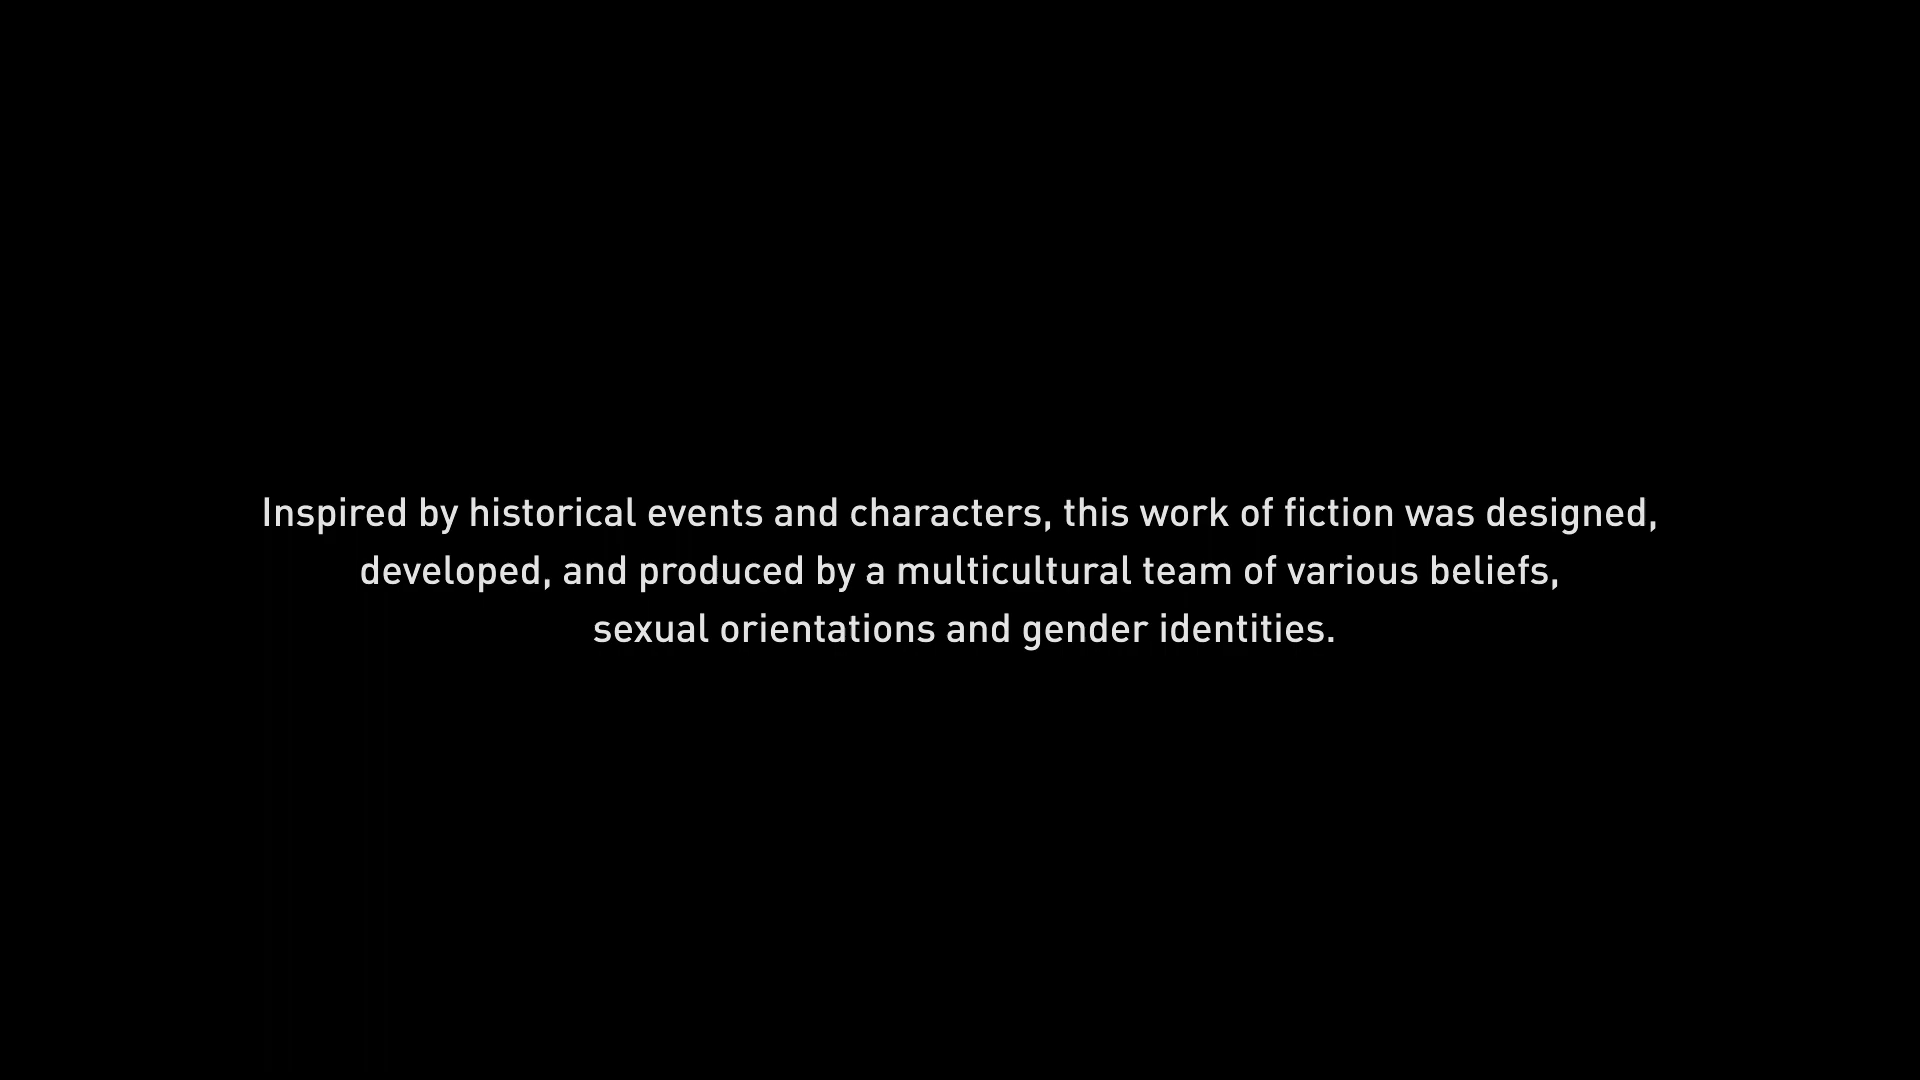 Inspired by historical events and characters, this work of fiction was designed,
developed, and produced by a multicultural team of various beliefs,
sexual orientations and gender identities.